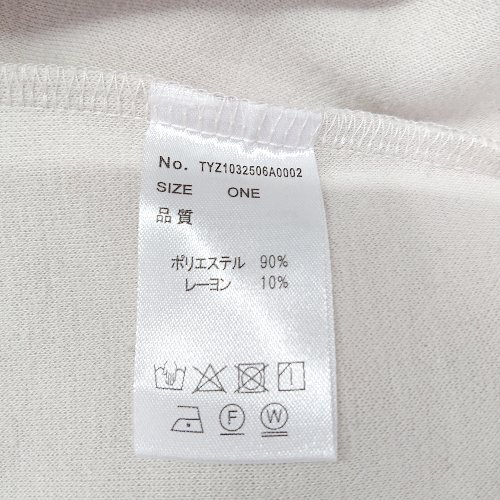 No. TYZ1032506A0002
SIZE ONE
品質
ポリエステル 90%
レーヨン 10%
F W